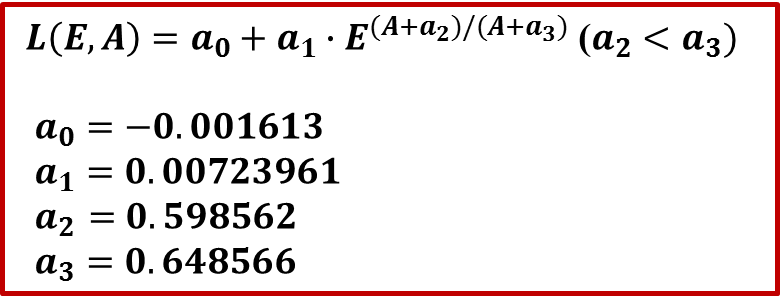 L(E, A) = a₀ + a₁ · E^(A+a₂)/(A+a₃) (a₂ < a₃)
a₀ = −0.001613
a₁ = 0.00723961
a₂ = 0.598562
a₃ = 0.648566